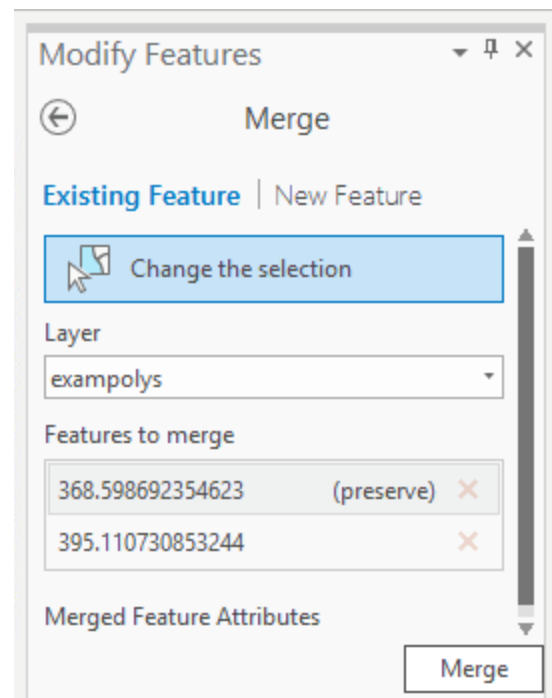 Modify Features
Merge
Existing Feature | New Feature
Change the selection
Layer
exampolys
Features to merge
368.598692354623 (preserve)
395.110730853244
Merged Feature Attributes
Merge